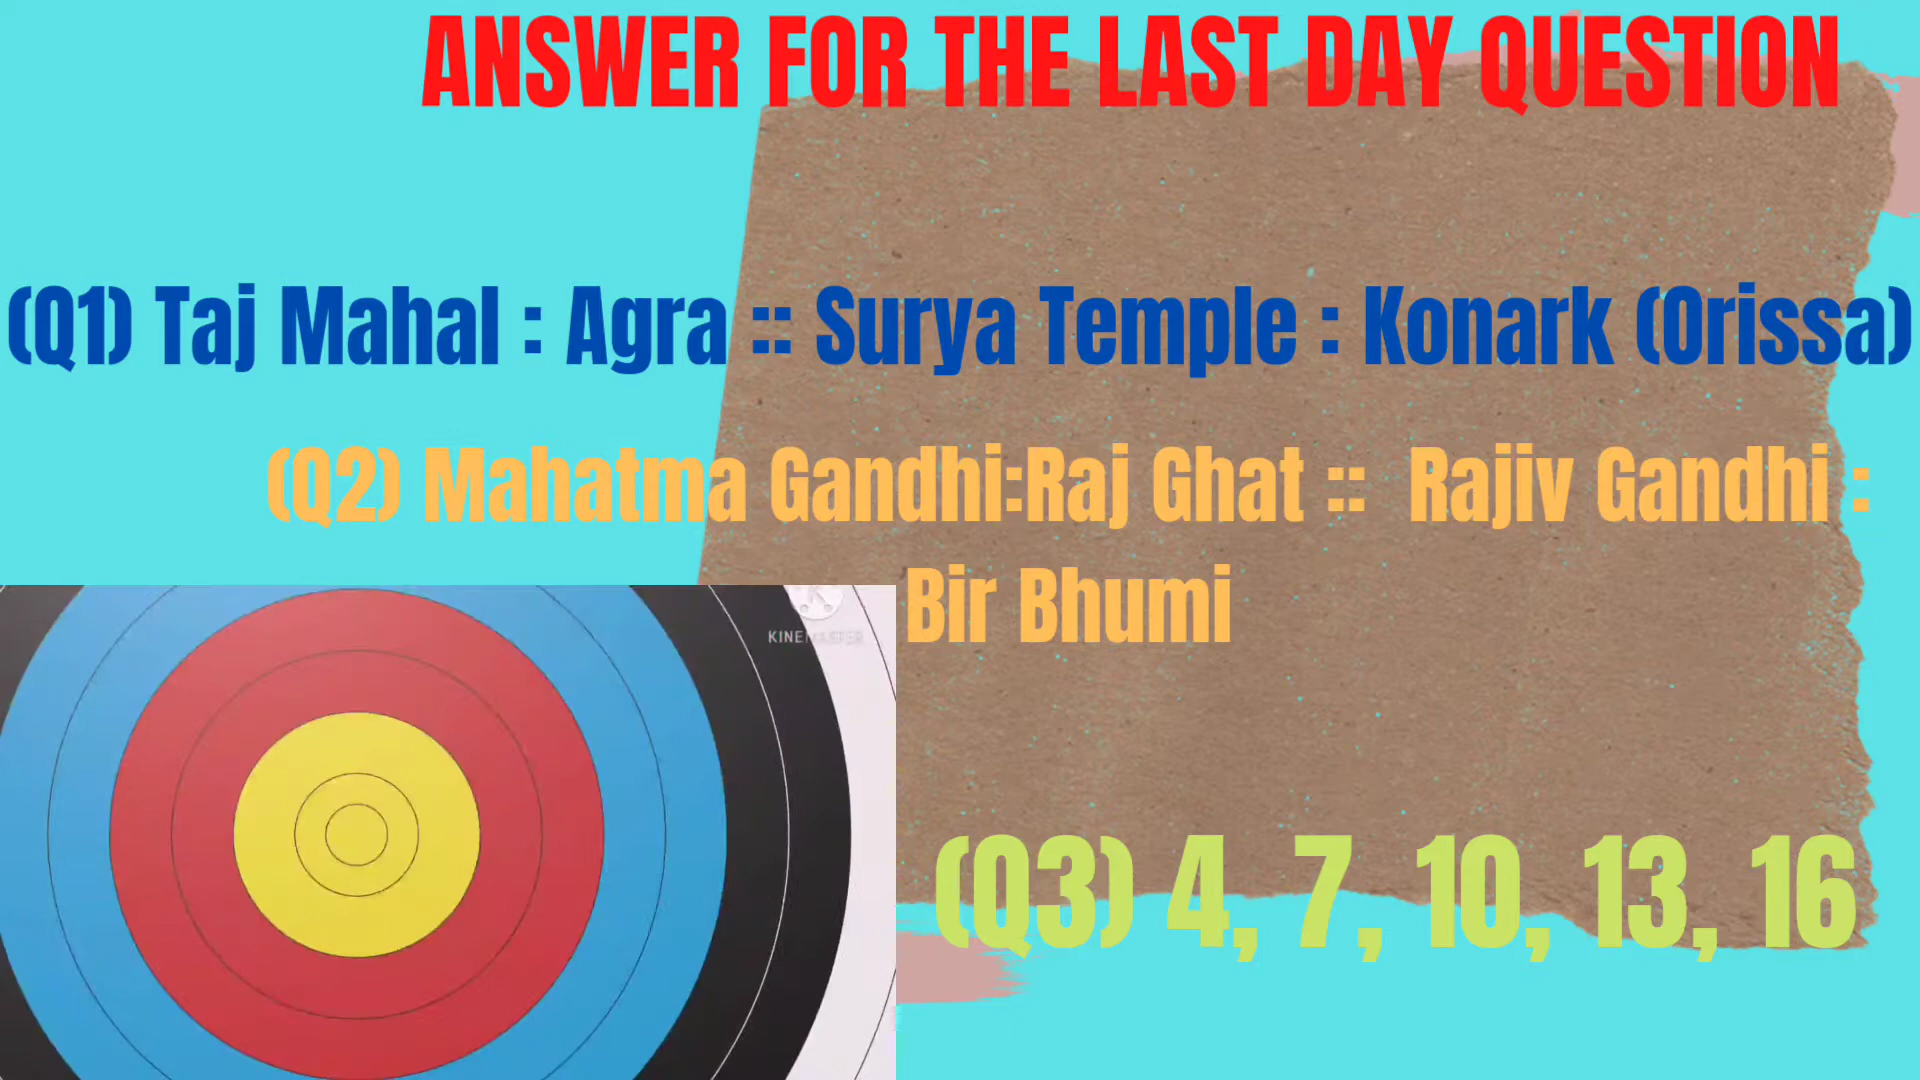 ANSWER FOR THE LAST DAY QUESTION
(Q1) Taj Mahal : Agra :: Surya Temple : Konark (Orissa)
(Q2) Mahatma Gandhi:Raj Ghat :: Rajiv Gandhi :
Bir Bhumi
KINEMASTER
(Q3) 4, 7, 10, 13, 16